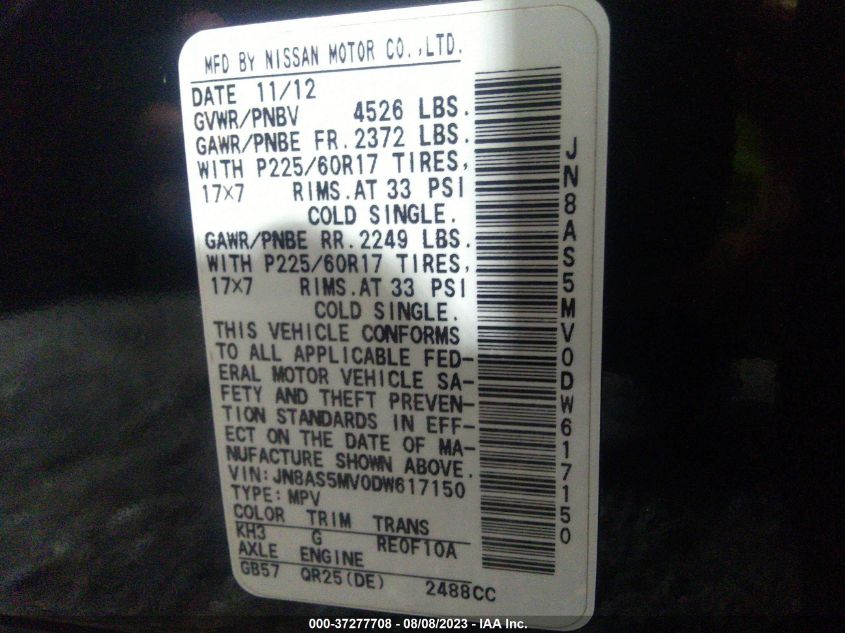 MFD BY NISSAN MOTOR CO.,LTD.
DATE 11/12
GVWR/PNBV 4526 LBS.
GAWR/PNBE FR. 2372 LBS.
WITH P225/60R17 TIRES,
17×7 RIMS.AT 33 PSI
COLD SINGLE.
GAWR/PNBE RR. 2249 LBS.
WITH P225/60R17 TIRES,
17×7 RIMS.AT 33 PSI
COLD SINGLE.
THIS VEHICLE CONFORMS
TO ALL APPLICABLE FED-
ERAL MOTOR VEHICLE SA-
FETY AND THEFT PREVEN-
TION STANDARDS IN EFF-
ECT ON THE DATE OF MA-
NUFACTURE SHOWN ABOVE.
VIN: JN8AS5MV0DW617150
TYPE: MPV
COLOR TRIM TRANS
KH3 G RE0F10A
AXLE ENGINE
GB57 QR25(DE) 2488CC
JN8AS5MV0DW617150
000-37277708 - 08/08/2023 - IAA Inc.